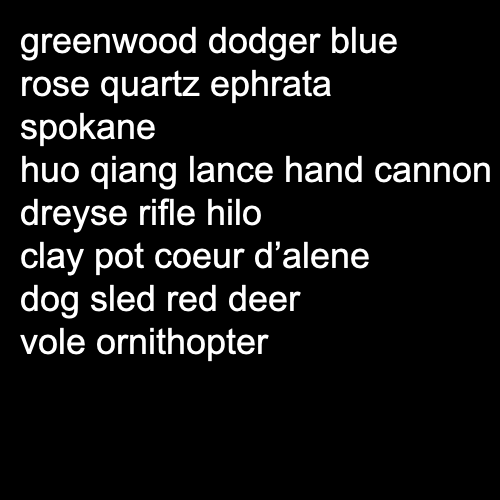 greenwood dodger blue
rose quartz ephrata
spokane
huo qiang lance hand cannon
dreyse rifle hilo
clay pot coeur d’alene
dog sled red deer
vole ornithopter